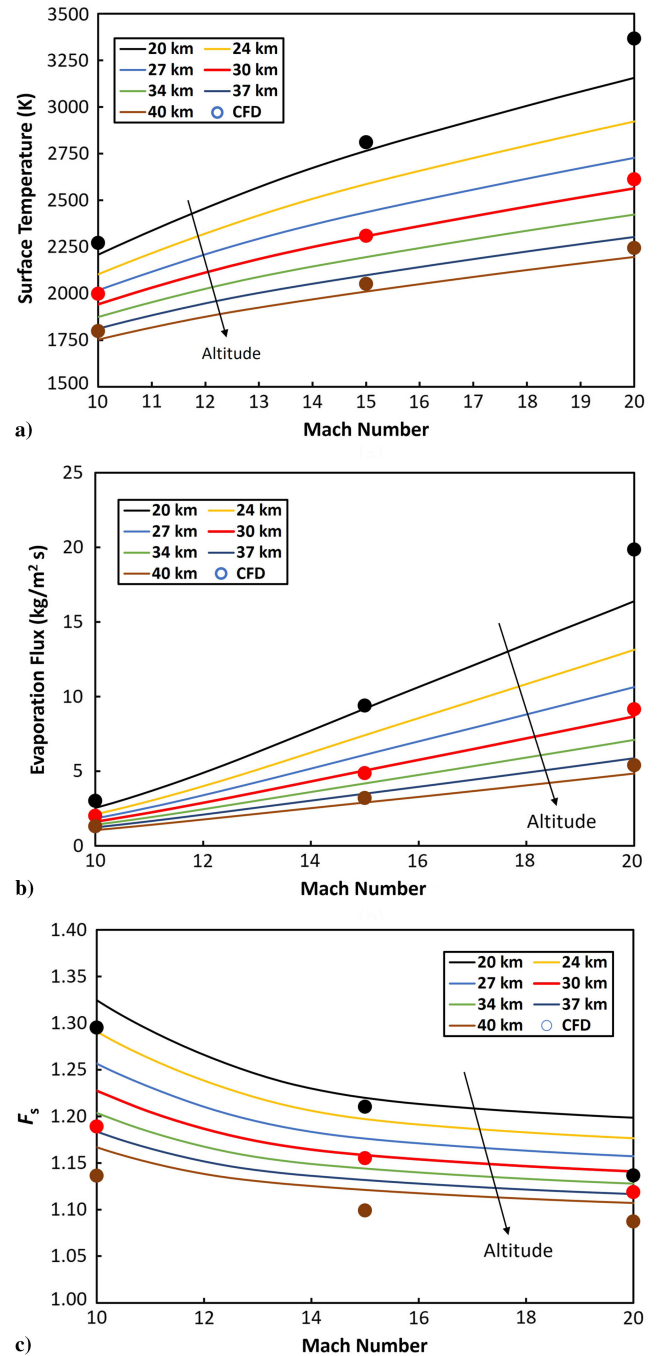 3500
3250
3000
2750
2500
2250
2000
1750
1500
Surface Temperature (K)
20 km 24 km
27 km 30 km
34 km 37 km
40 km CFD
Altitude
10 11 12 13 14 15 16 17 18 19 20
Mach Number
a)
25
20
15
10
5
0
Evaporation Flux (kg/m² s)
20 km 24 km
27 km 30 km
34 km 37 km
40 km CFD
Altitude
10 12 14 16 18 20
Mach Number
b)
1.40
1.35
1.30
1.25
1.20
1.15
1.10
1.05
1.00
Fs
20 km 24 km
27 km 30 km
34 km 37 km
40 km CFD
Altitude
10 12 14 16 18 20
Mach Number
c)